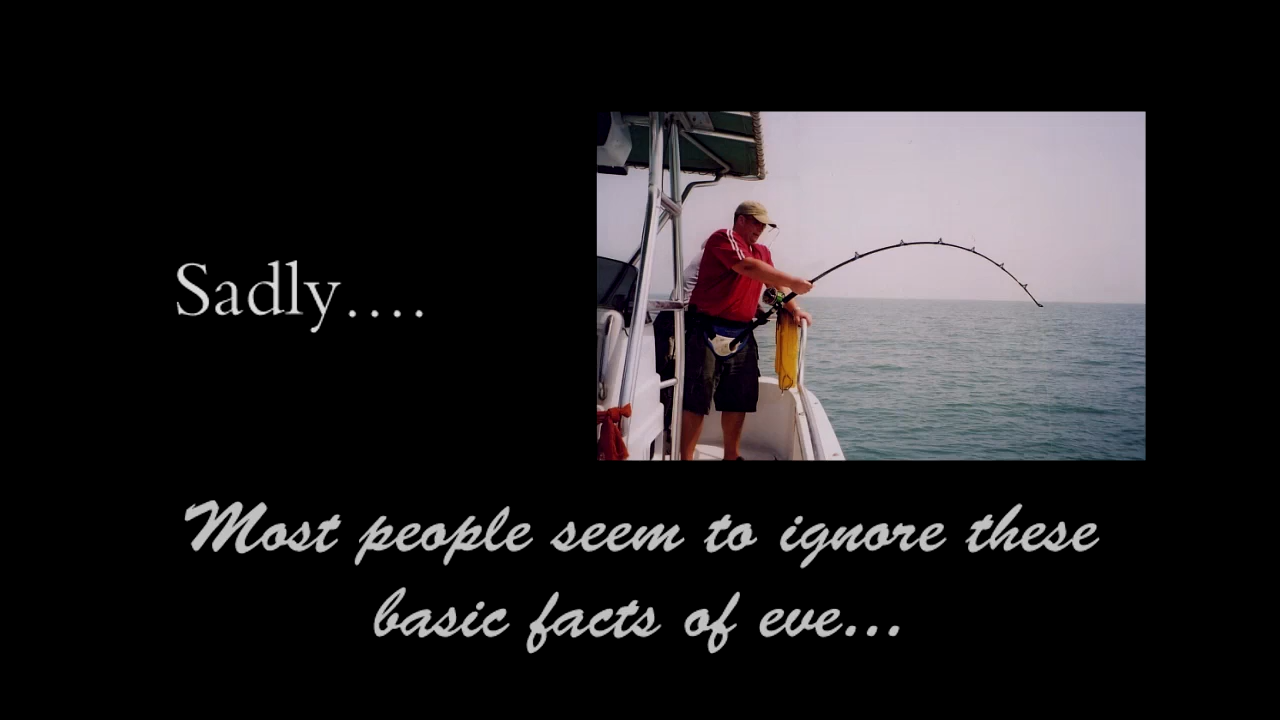 Sadly....
Most people seem to ignore these
basic facts of eve...